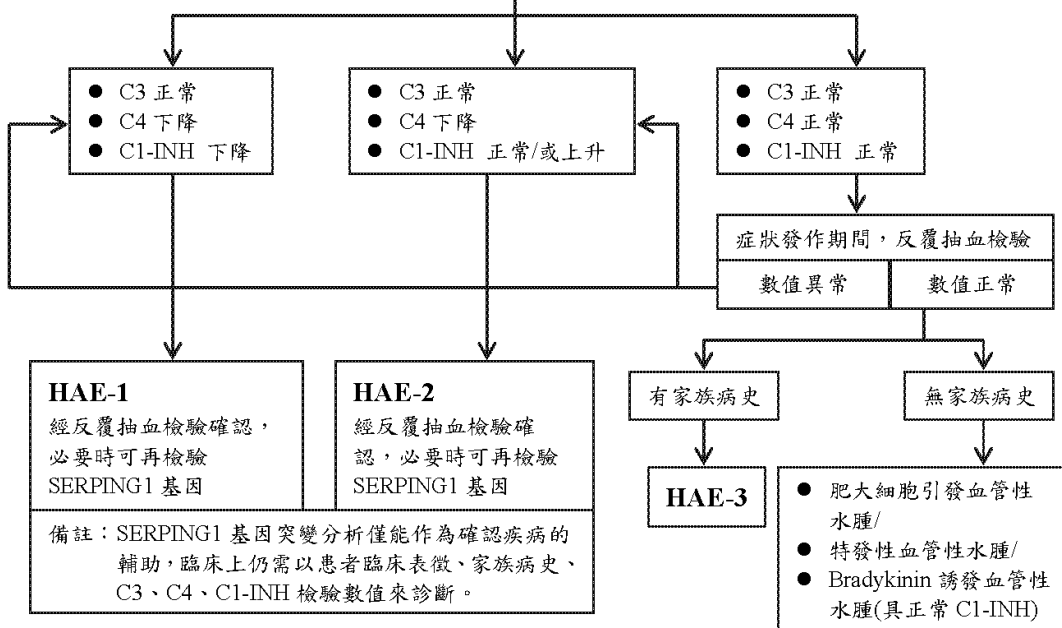 ● C3 正常
● C4 下降
● C1-INH 下降
● C3 正常
● C4 下降
● C1-INH 正常/或上升
● C3 正常
● C4 正常
● C1-INH 正常
症狀發作期間，反覆抽血檢驗
數值異常
數值正常
HAE-1
經反覆抽血檢驗確認，
必要時可再檢驗
SERPING1 基因
HAE-2
經反覆抽血檢驗確
認，必要時可再檢驗
SERPING1 基因
備註：SERPING1 基因突變分析僅能作為確認疾病的
輔助，臨床上仍需以患者臨床表徵、家族病史、
C3、C4、C1-INH 檢驗數值來診斷。
有家族病史
無家族病史
HAE-3
● 肥大細胞引發血管性
水腫/
● 特發性血管性水腫/
● Bradykinin 誘發血管性
水腫(具正常 C1-INH)